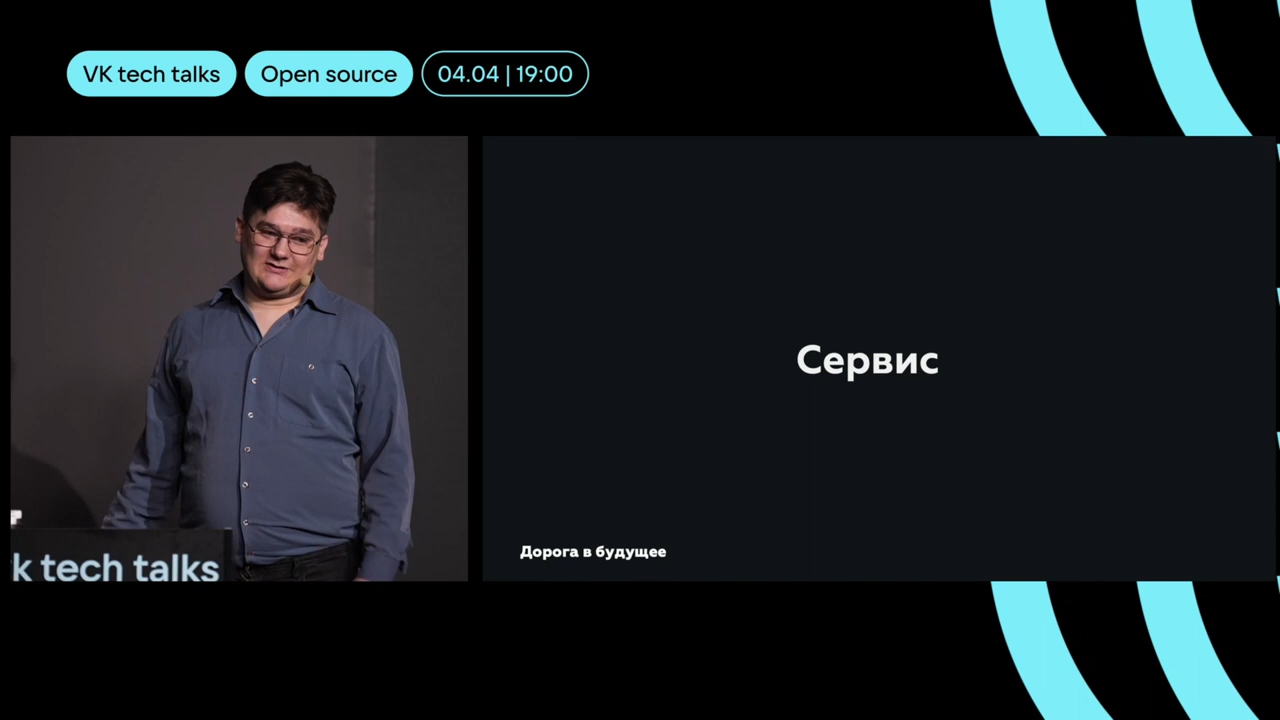 VK tech talks
Open source
04.04 | 19:00
Сервис
Дорога в будущее
k tech talks